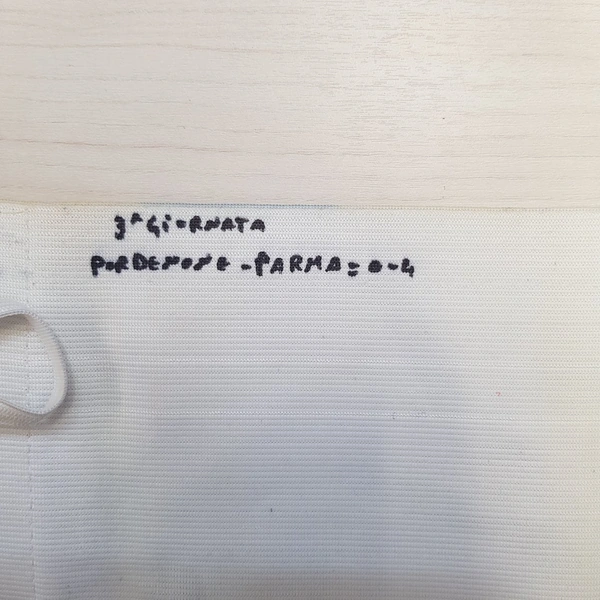 3ª GiORNATA
PORDENONE - PARMA = 0-4